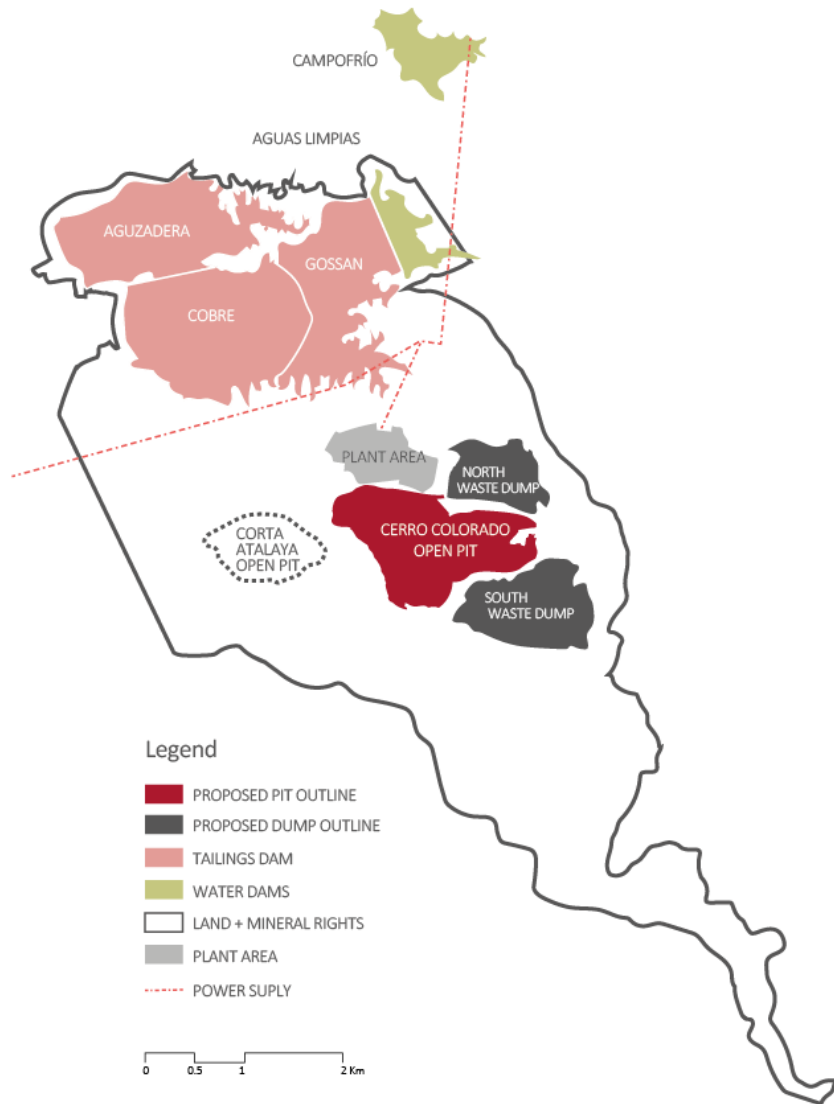 CAMPOFRÍO
AGUAS LIMPIAS
AGUZADERA
GOSSAN
COBRE
PLANT AREA
NORTH
WASTE DUMP
CERRO COLORADO
OPEN PIT
CORTA
ATALAYA
OPEN PIT
SOUTH
WASTE DUMP
Legend
PROPOSED PIT OUTLINE
PROPOSED DUMP OUTLINE
TAILINGS DAM
WATER DAMS
LAND + MINERAL RIGHTS
PLANT AREA
POWER SUPLY
0 0.5 1 2 Km